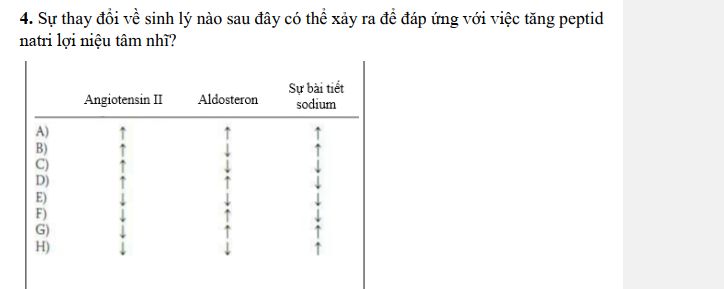 4. Sự thay đổi về sinh lý nào sau đây có thể xảy ra để đáp ứng với việc tăng peptid
natri lợi niệu tâm nhĩ?
Angiotensin II Aldosteron Sự bài tiết sodium
A) ↑ ↑ ↑
B) ↑ ↓ ↑
C) ↑ ↓ ↓
D) ↑ ↑ ↓
E) ↓ ↓ ↓
F) ↓ ↑ ↓
G) ↓ ↑ ↑
H) ↓ ↓ ↑